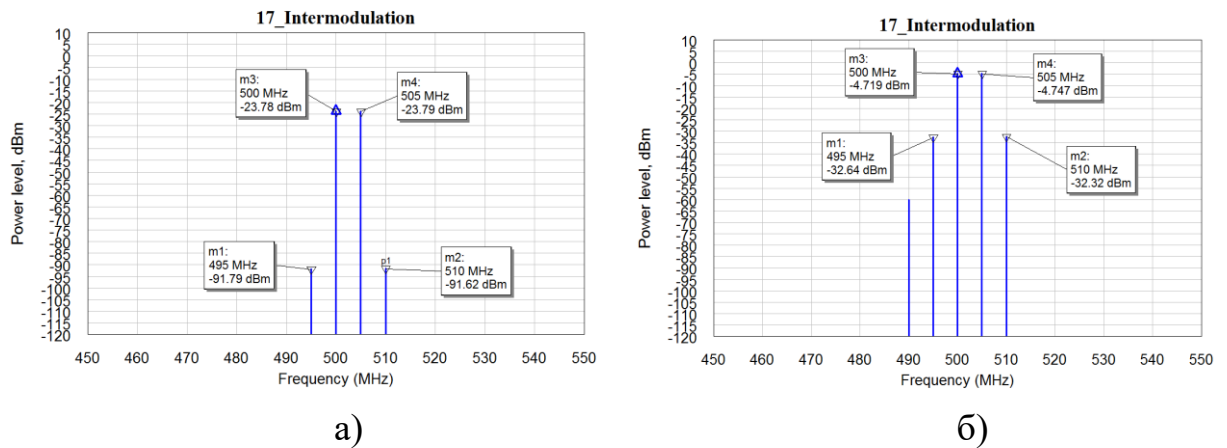 17_Intermodulation
10
5
0
-5
-10
-15
-20
-25
-30
-35
-40
-45
-50
-55
-60
-65
-70
-75
-80
-85
-90
-95
-100
-105
-110
-115
-120
Power level, dBm
m3:
500 MHz
-23.78 dBm
m4:
505 MHz
-23.79 dBm
m1:
495 MHz
-91.79 dBm
p1
m2:
510 MHz
-91.62 dBm
450 460 470 480 490 500 510 520 530 540 550
Frequency (MHz)
а)
17_Intermodulation
10
5
0
-5
-10
-15
-20
-25
-30
-35
-40
-45
-50
-55
-60
-65
-70
-75
-80
-85
-90
-95
-100
-105
-110
-115
-120
Power level, dBm
m3:
500 MHz
-4.719 dBm
m4:
505 MHz
-4.747 dBm
m1:
495 MHz
-32.64 dBm
m2:
510 MHz
-32.32 dBm
450 460 470 480 490 500 510 520 530 540 550
Frequency (MHz)
б)